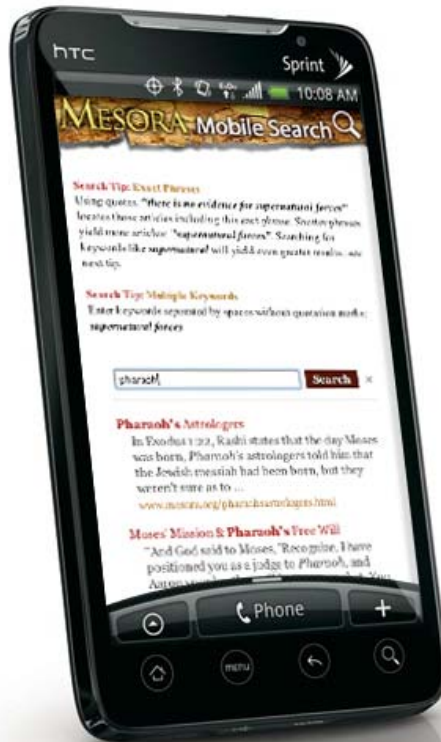 hTC
Sprint
10:08 AM
MESORA Mobile Search
Search Tip: Exact Phrases
Using quotes, "there is no evidence for supernatural forces"
locates those articles including this exact phrase. Shorter phrases
yield more articles: "supernatural forces". Searching for
keywords like supernatural will yield even greater results: see
next tip.
Search Tip: Multiple Keywords
Enter keywords separated by spaces without quotation marks:
supernatural forces
pharaoh Search ×
Pharaoh's Astrologers
In Exodus 1:22, Rashi states that the day Moses
was born, Pharaoh's astrologers told him that
the Jewish messiah had been born, but they
weren't sure as to ...
www.mesora.org/pharaohsastrologers.html
Moses' Mission & Pharaoh's Free Will
"And God said to Moses, "Recognize, I have
positioned you as a judge to Pharaoh, and
Aaron
Phone +
menu